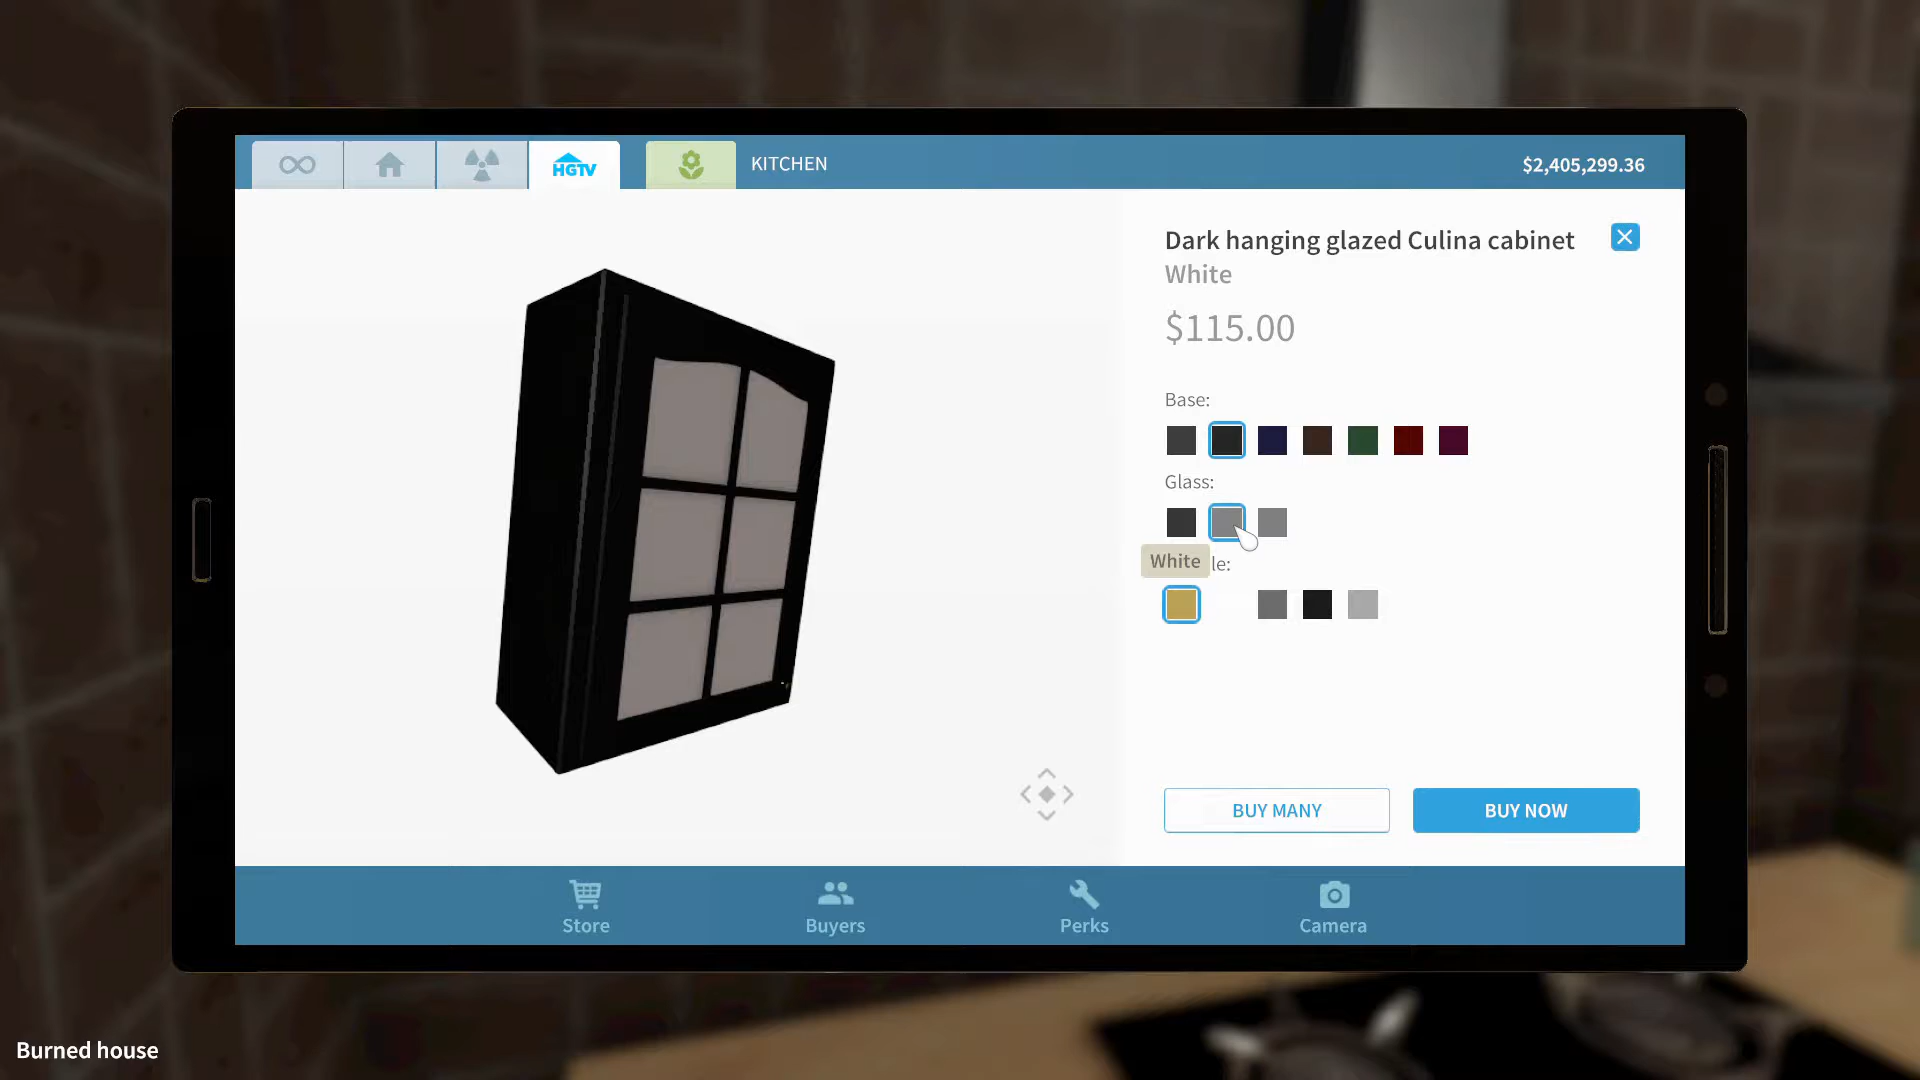 HGTV
KITCHEN
$2,405,299.36
Dark hanging glazed Culina cabinet
White
$115.00
Base:
Glass:
White
le:
BUY MANY
BUY NOW
Store
Buyers
Perks
Camera
Burned house